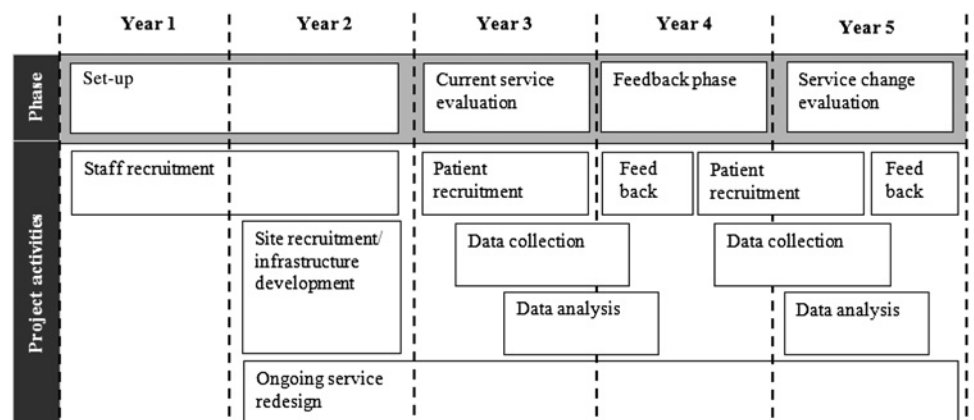 Year 1 Year 2 Year 3 Year 4 Year 5
Phase
Set-up
Current service
evaluation
Feedback phase
Service change
evaluation
Project activities
Staff recruitment
Patient
recruitment
Feed
back
Patient
recruitment
Feed
back
Site recruitment/
infrastructure
development
Data collection
Data collection
Data analysis
Data analysis
Ongoing service
redesign